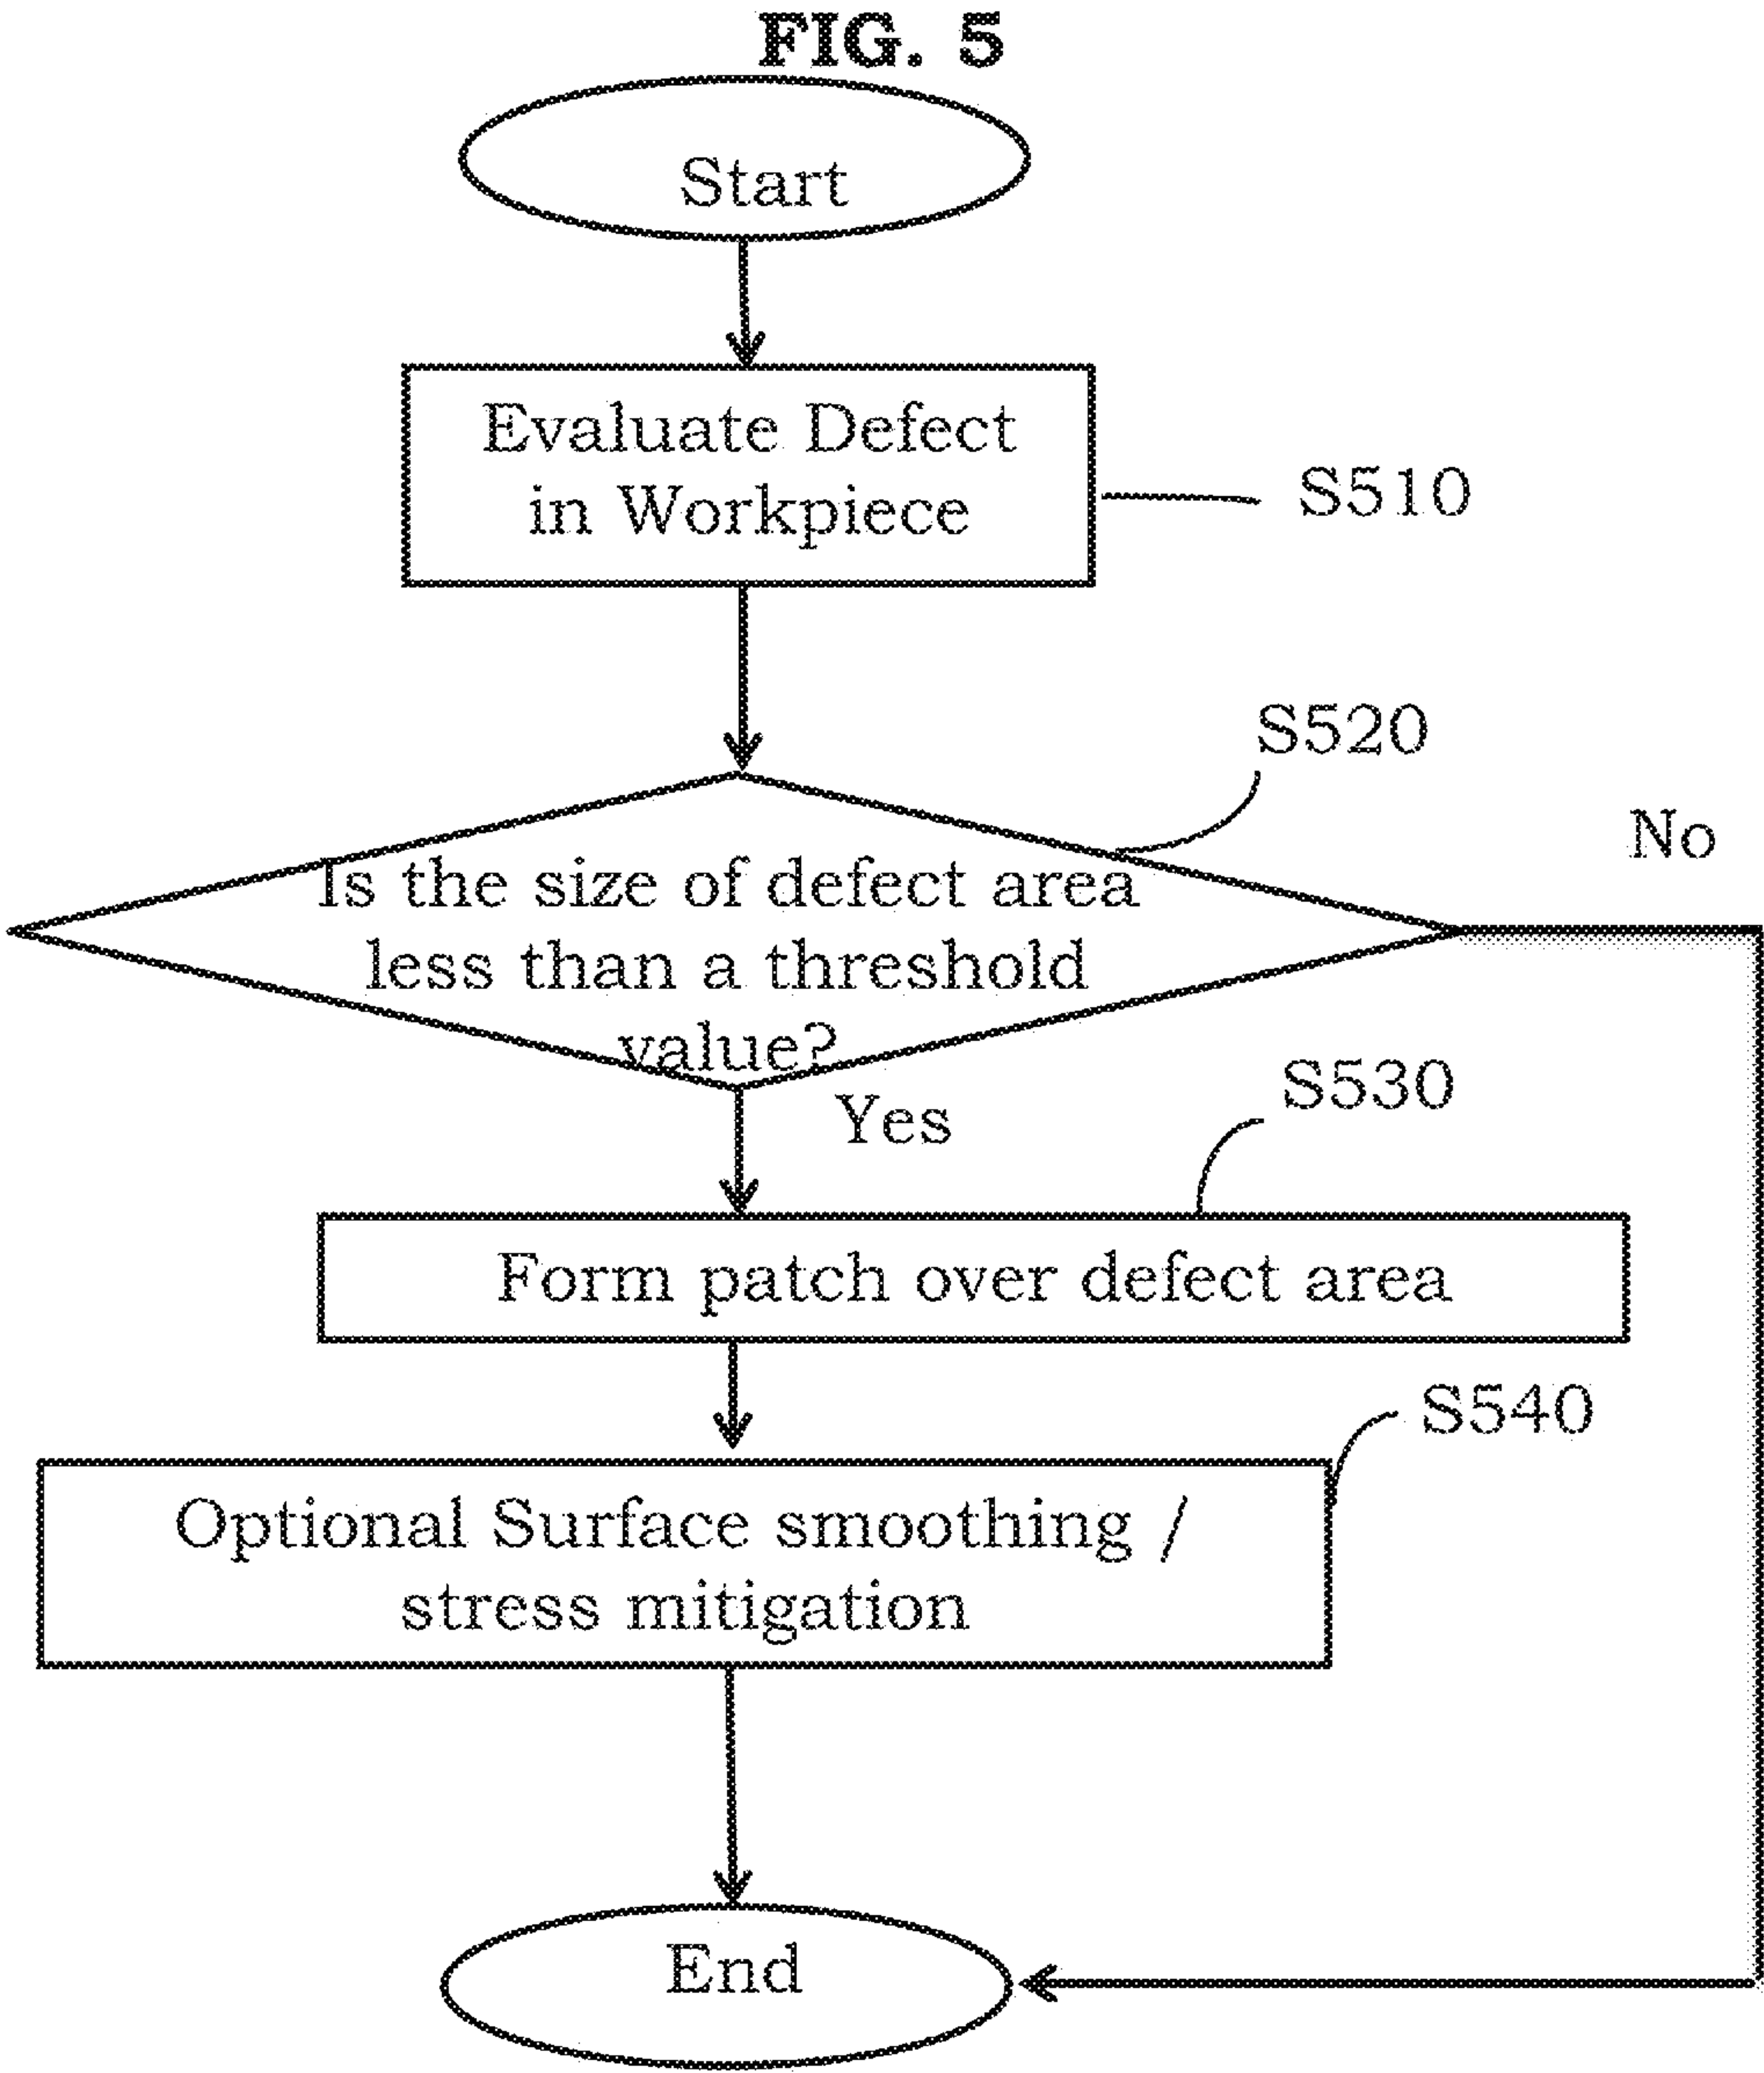 FIG. 5
Start
Evaluate Defect
in Workpiece
S510
S520
No
Is the size of defect area
less than a threshold
value?
Yes
S530
Form patch over defect area
S540
Optional Surface smoothing /
stress mitigation
End